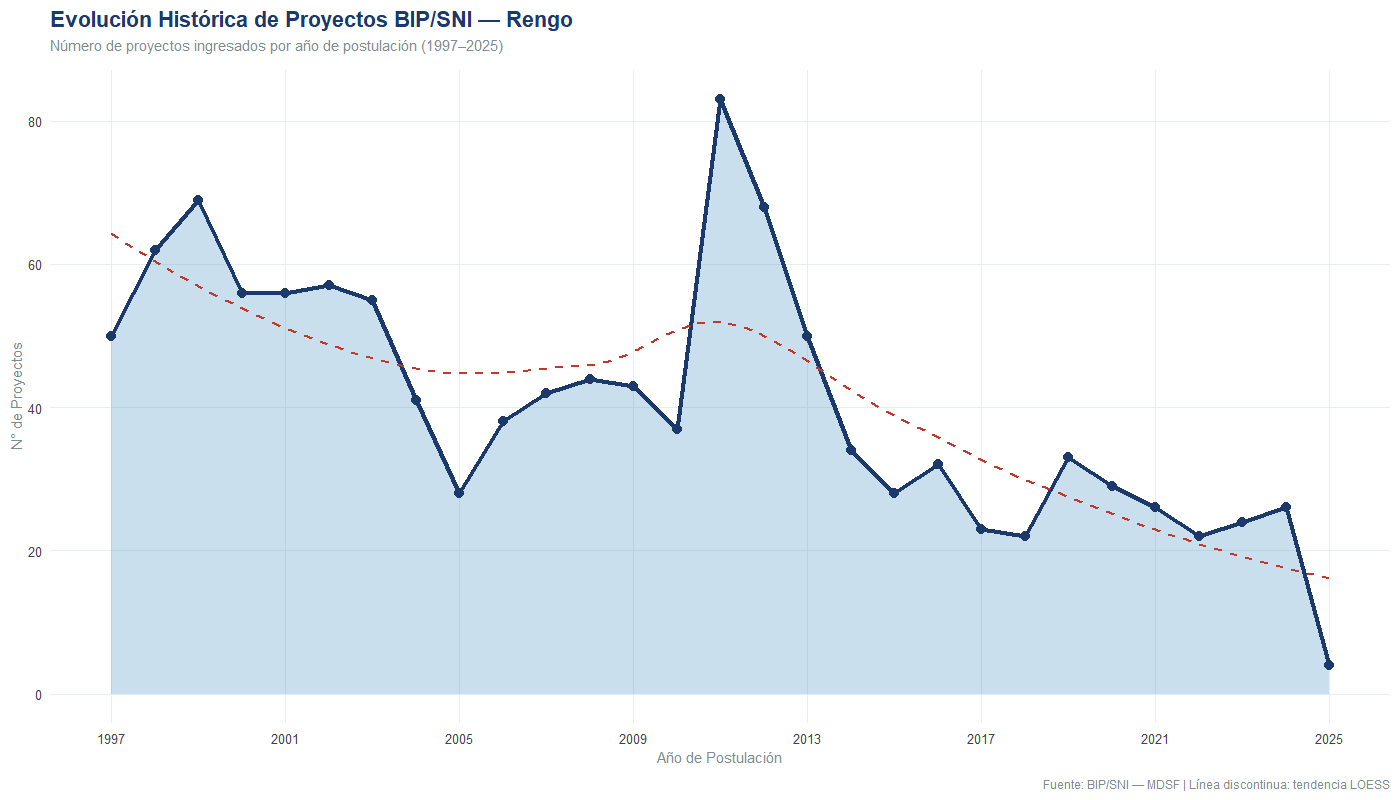 Evolución Histórica de Proyectos BIP/SNI — Rengo
Número de proyectos ingresados por año de postulación (1997–2025)
80
60
40
20
0
N° de Proyectos
1997 2001 2005 2009 2013 2017 2021 2025
Año de Postulación
Fuente: BIP/SNI — MDSF | Línea discontinua: tendencia LOESS